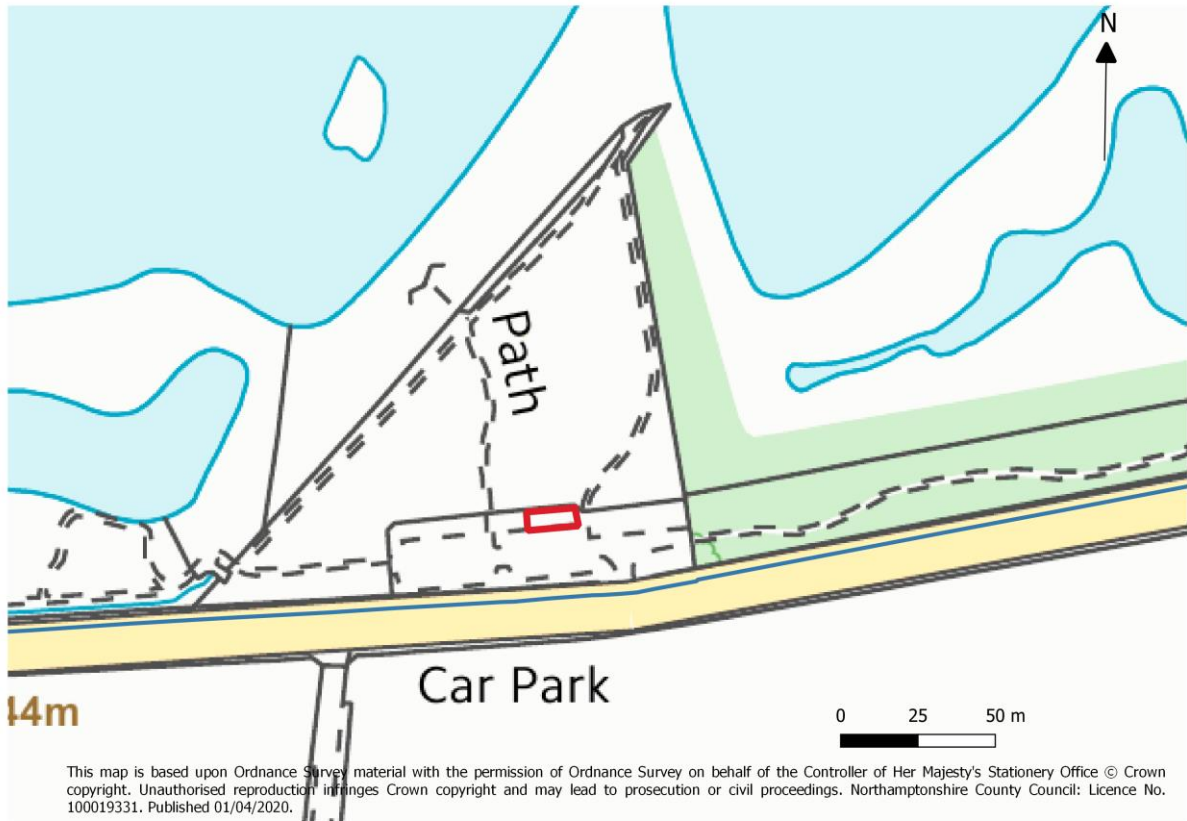 N
Path
Car Park
44m
0 25 50 m
This map is based upon Ordnance Survey material with the permission of Ordnance Survey on behalf of the Controller of Her Majesty's Stationery Office © Crown
copyright. Unauthorised reproduction infringes Crown copyright and may lead to prosecution or civil proceedings. Northamptonshire County Council: Licence No.
100019331. Published 01/04/2020.